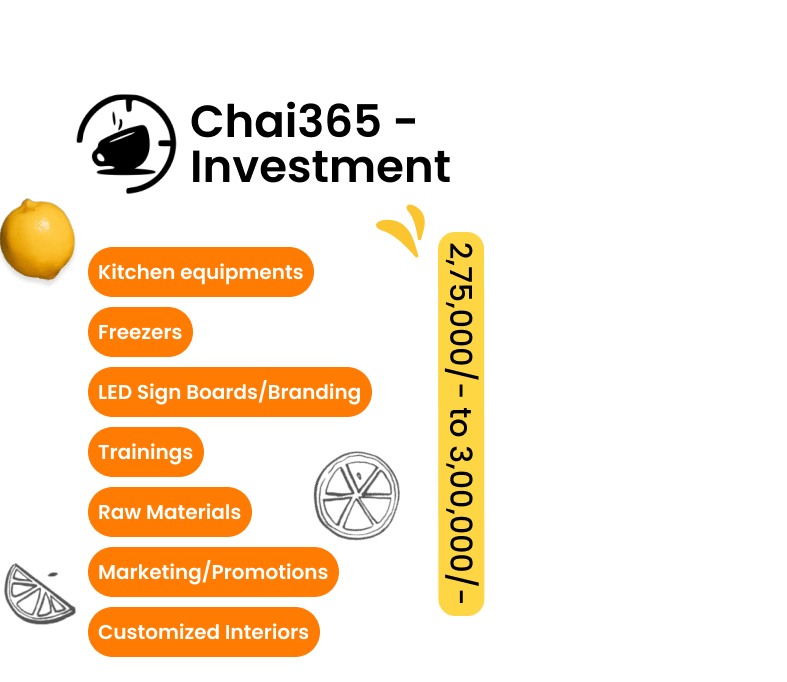 Chai365 -
Investment
Kitchen equipments
Freezers
LED Sign Boards/Branding
Trainings
Raw Materials
Marketing/Promotions
Customized Interiors
2,75,000/- to 3,00,000/-